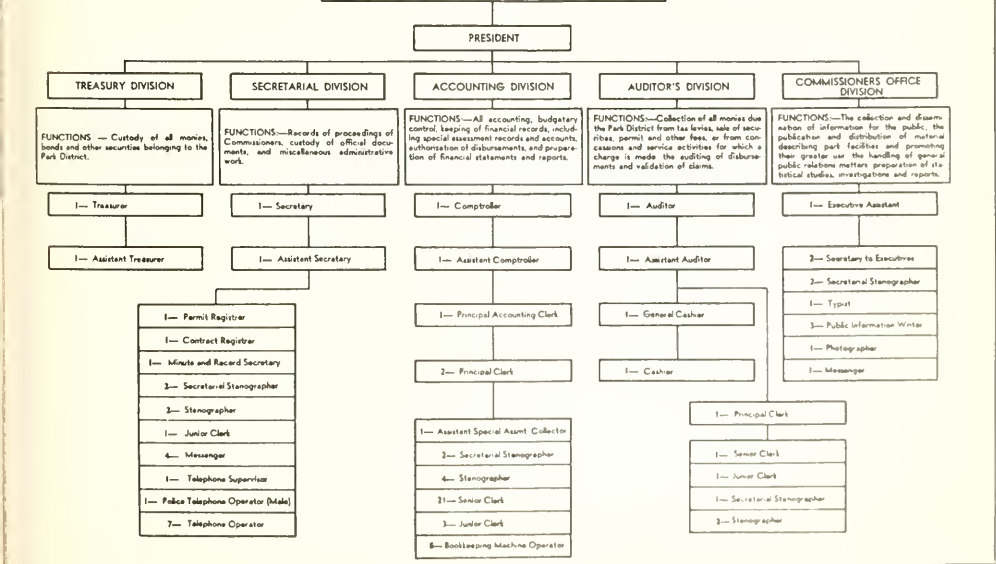 PRESIDENT
TREASURY DIVISION
FUNCTIONS — Custody of all monies,
bonds and other securities belonging to the
Park District.
1— Treasurer
1— Assistant Treasurer
SECRETARIAL DIVISION
FUNCTIONS:—Records of proceedings of
Commissioners, custody of official docu-
ments, and miscellaneous administrative
work.
1— Secretary
1— Assistant Secretary
1— Permit Registrer
1— Contract Registrer
1— Minute and Record Secretary
2— Secretarial Stenographer
2— Stenographer
1— Junior Clerk
4— Messenger
1— Telephone Supervisor
1— Police Telephone Operator (Male)
7— Telephone Operator
ACCOUNTING DIVISION
FUNCTIONS:—All accounting, budgetary
control, keeping of financial records, includ-
ing special assessment records and accounts,
authorization of disbursements, and prepara-
tion of financial statements and reports.
1— Comptroller
1— Assistant Comptroller
1— Principal Accounting Clerk
2— Principal Clerk
1— Assistant Special Assmt Collector
2— Secretarial Stenographer
4— Stenographer
21— Senior Clerk
3— Junior Clerk
8— Bookkeeping Machine Operator
AUDITOR'S DIVISION
FUNCTIONS:—Collection of all monies due
the Park District from tax levies, sale of secu-
rities, permit and other fees, or from con-
cessions and service activities for which a
charge is made the auditing of disburse-
ments and validation of claims.
1— Auditor
1— Assistant Auditor
1— General Cashier
1— Cashier
1— Principal Clerk
1— Senior Clerk
1— Junior Clerk
1— Secretarial Stenographer
2— Stenographer
COMMISSIONERS OFFICE
DIVISION
FUNCTIONS:—The collection and dissemi
nation of information for the public, the
publication and distribution of material
describing park facilities and promoting
their greater use the handling of general
public relations matters preparation of sta-
tistical studies, investigations and reports.
1— Executive Assistant
2— Secretary to Executives
2— Secretarial Stenographer
1— Typist
3— Public Information Writer
1— Photographer
1— Messenger